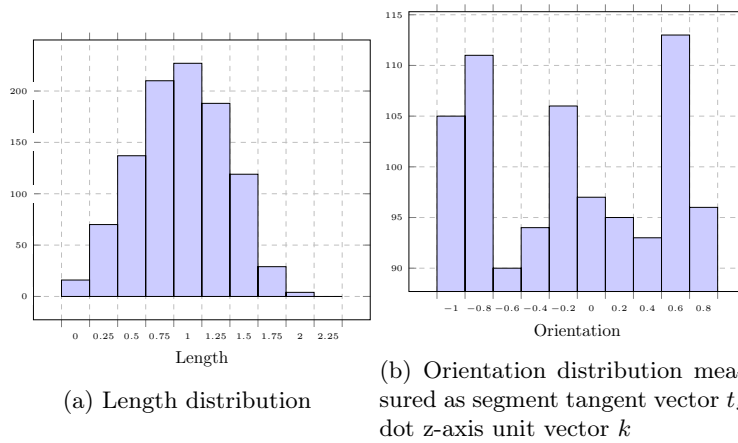 200
150
100
50
0
0 0.25 0.5 0.75 1 1.25 1.5 1.75 2 2.25
Length
(a) Length distribution
115
110
105
100
95
90
−1 −0.8 −0.6 −0.4 −0.2 0 0.2 0.4 0.6 0.8
Orientation
(b) Orientation distribution mea-
sured as segment tangent vector t,
dot z-axis unit vector k